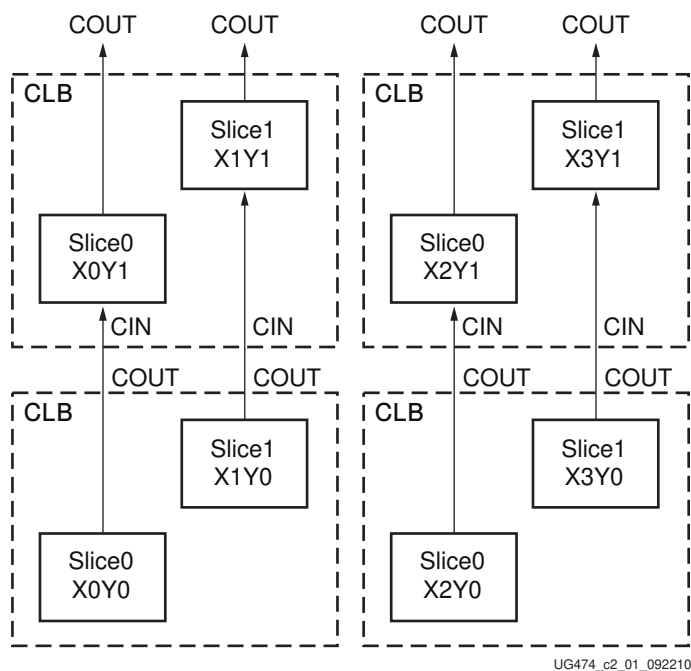 COUT COUT COUT COUT
CLB CLB
Slice1
X1Y1
Slice1
X3Y1
Slice0
X0Y1
Slice0
X2Y1
CIN CIN CIN CIN
COUT COUT COUT COUT
CLB CLB
Slice1
X1Y0
Slice1
X3Y0
Slice0
X0Y0
Slice0
X2Y0
UG474_c2_01_092210